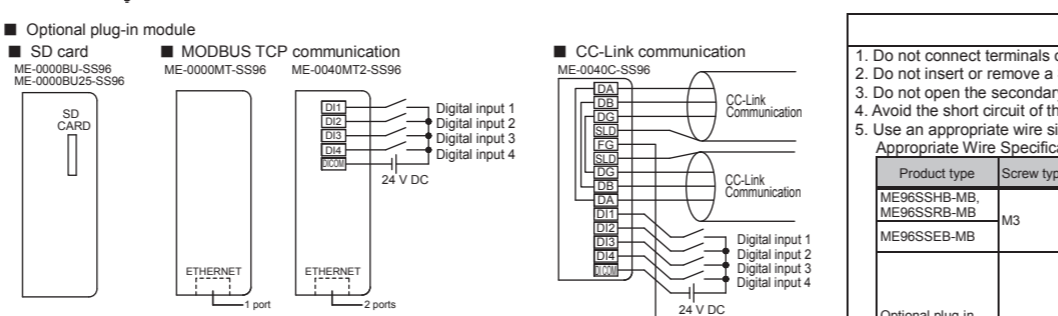 ■ Optional plug-in module
■ SD card
ME-0000BU-SS96
ME-0000BU25-SS96
SD
CARD
■ MODBUS TCP communication
ME-0000MT-SS96
ETHERNET
1 port
ME-0040MT2-SS96
DI1
DI2
DI3
DI4
DICOM
Digital input 1
Digital input 2
Digital input 3
Digital input 4
24 V DC
ETHERNET
2 ports
■ CC-Link communication
ME-0040C-SS96
DA
DB
DG
SLD
FG
SLD
DG
DB
DA
DI1
DI2
DI3
DI4
DICOM
CC-Link
Communication
CC-Link
Communication
Digital input 1
Digital input 2
Digital input 3
Digital input 4
24 V DC
1. Do not connect terminals
2. Do not insert or remove a
3. Do not open the secondary
4. Avoid the short circuit of
5. Use an appropriate wire
Appropriate Wire
Product type
Screw
ME96SSHB-MB,
ME96SSRB-MB
M3
ME96SSEB-MB
Optional plug-in